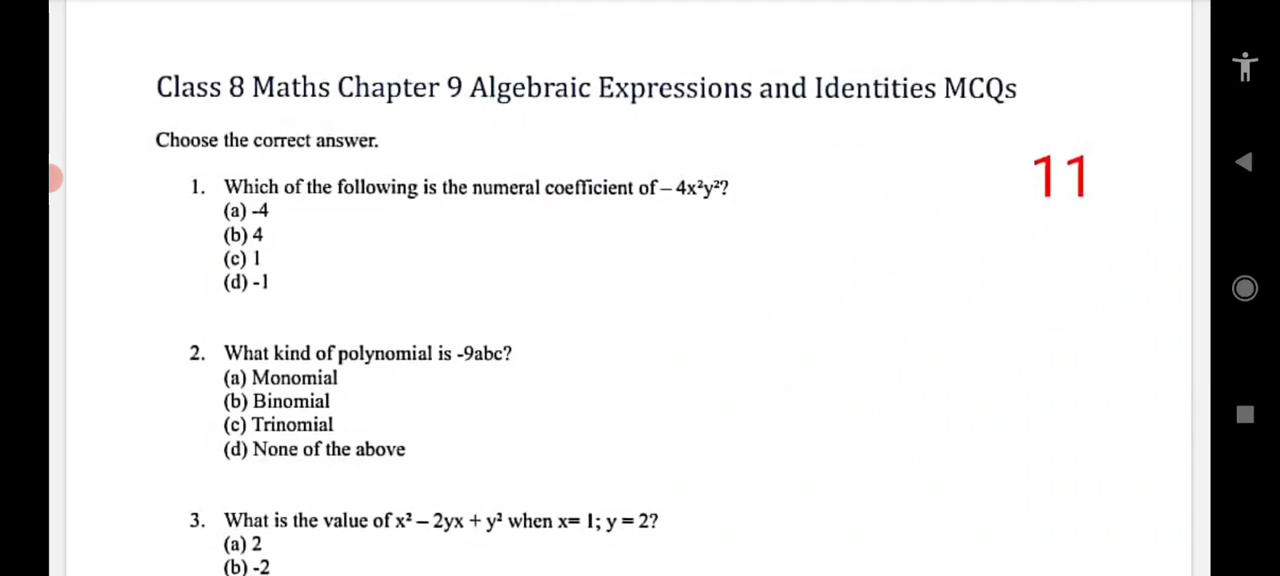 Class 8 Maths Chapter 9 Algebraic Expressions and Identities MCQs
Choose the correct answer.
11
1. Which of the following is the numeral coefficient of – 4x²y²?
(a) -4
(b) 4
(c) 1
(d) -1
2. What kind of polynomial is -9abc?
(a) Monomial
(b) Binomial
(c) Trinomial
(d) None of the above
3. What is the value of x² – 2yx + y² when x= 1; y = 2?
(a) 2
(b) -2